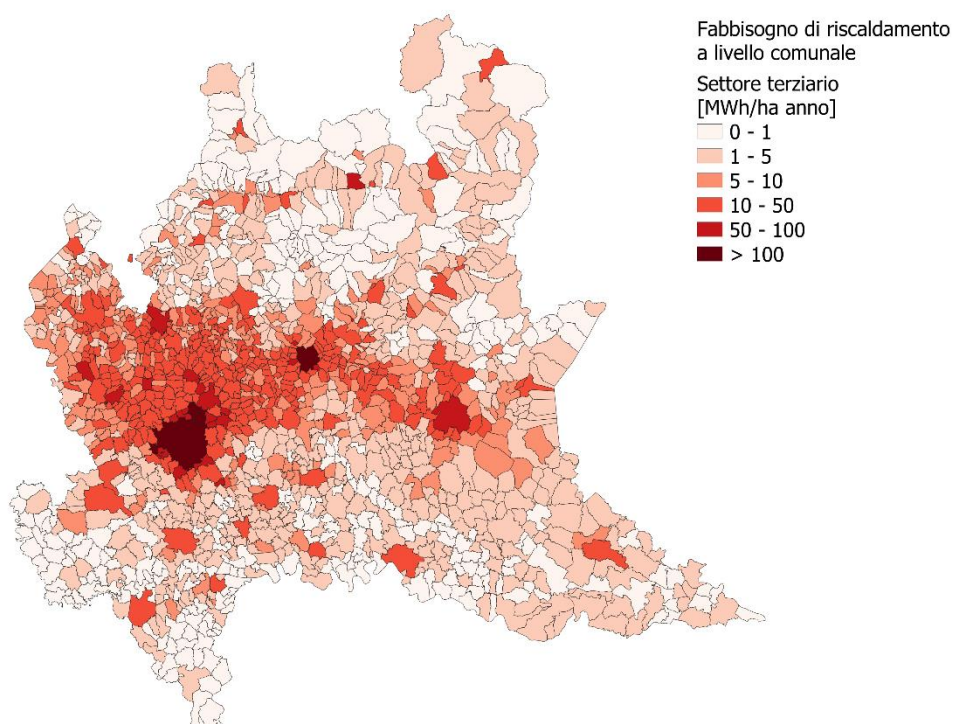 Fabbisogno di riscaldamento
a livello comunale
Settore terziario
[MWh/ha anno]
0 - 1
1 - 5
5 - 10
10 - 50
50 - 100
> 100